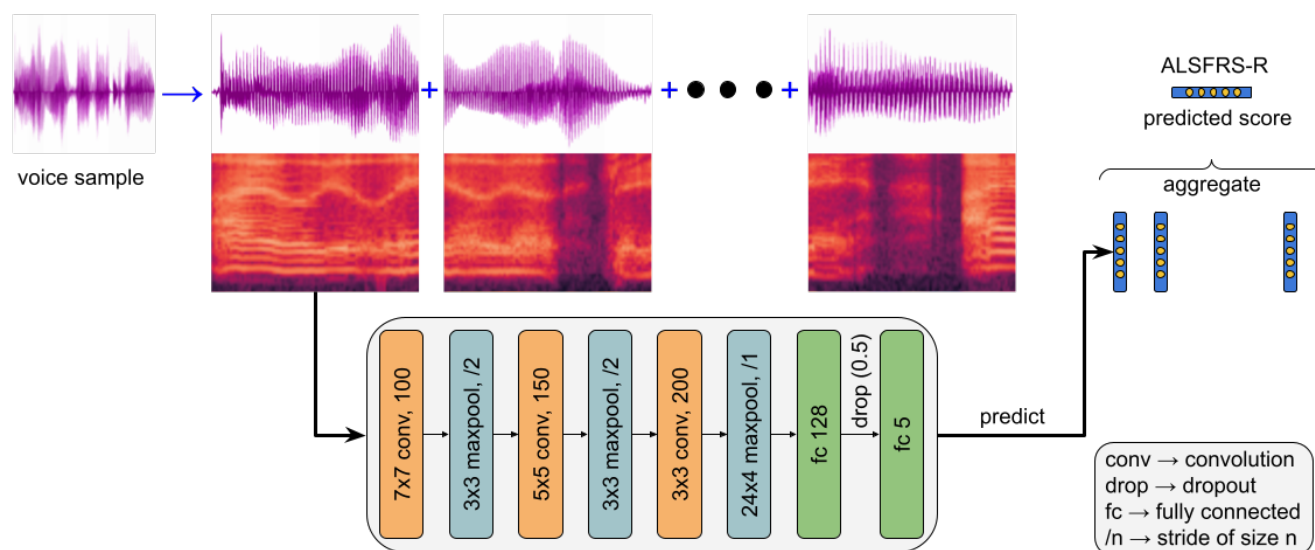 voice sample
+
+
+
ALSFRS-R
predicted score
aggregate
7x7 conv, 100
3x3 maxpool, /2
5x5 conv, 150
3x3 maxpool, /2
3x3 conv, 200
24x4 maxpool, /1
fc 128
drop (0.5)
fc 5
predict
conv → convolution
drop → dropout
fc → fully connected
/n → stride of size n